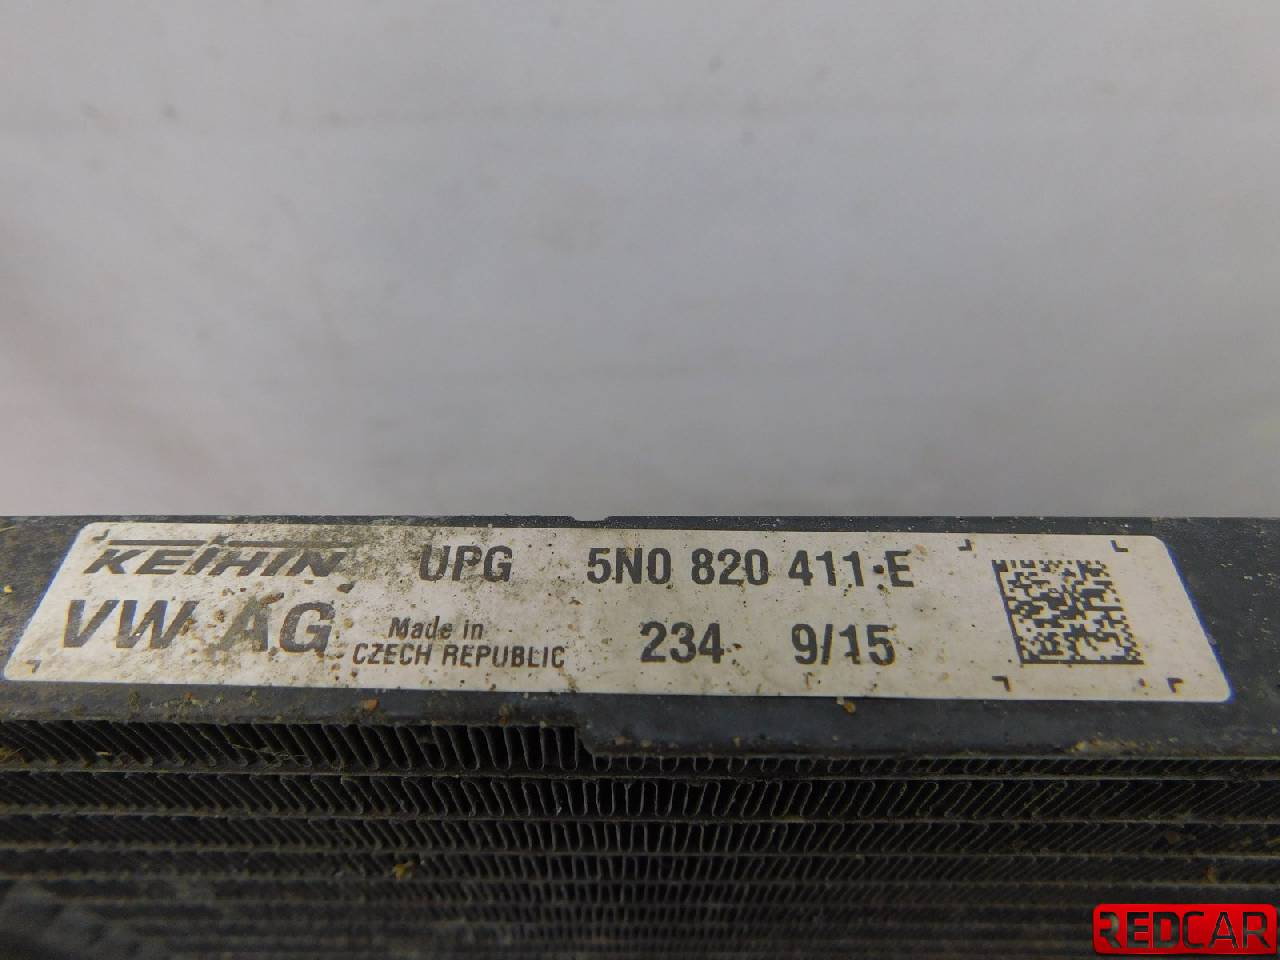 KEIHIN UPG 5N0 820 411 E
VW AG Made in CZECH REPUBLIC 234 9/15
REDCAR